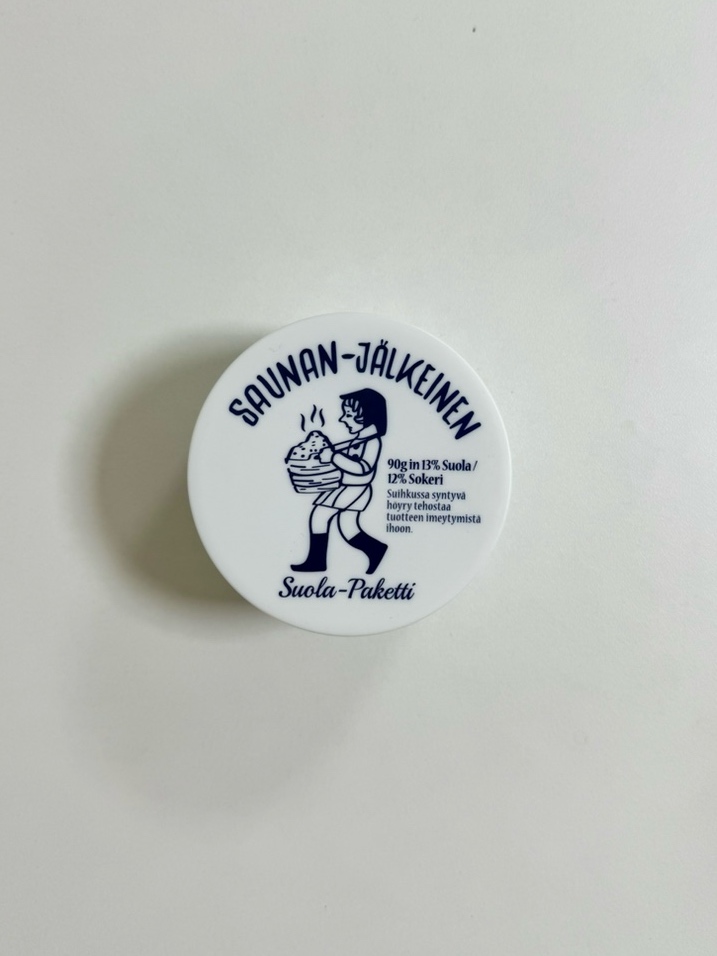 SAUNAN-JÄLKEINEN
90g in 13% Suola /
12% Sokeri
Suihkussa syntyvä
höyry tehostaa
tuotteen imeytymistä
ihoon.
Suola-Paketti